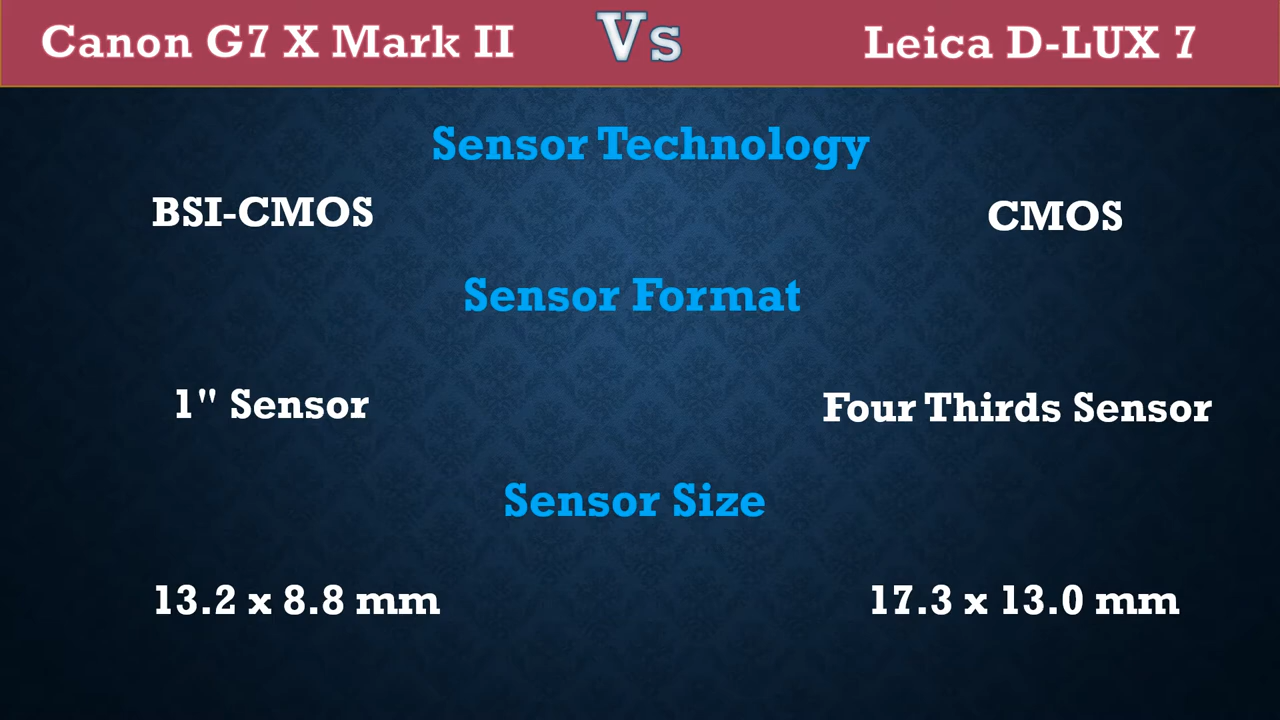 Canon G7 X Mark II Vs Leica D-LUX 7
Sensor Technology
BSI-CMOS CMOS
Sensor Format
1" Sensor Four Thirds Sensor
Sensor Size
13.2 x 8.8 mm 17.3 x 13.0 mm